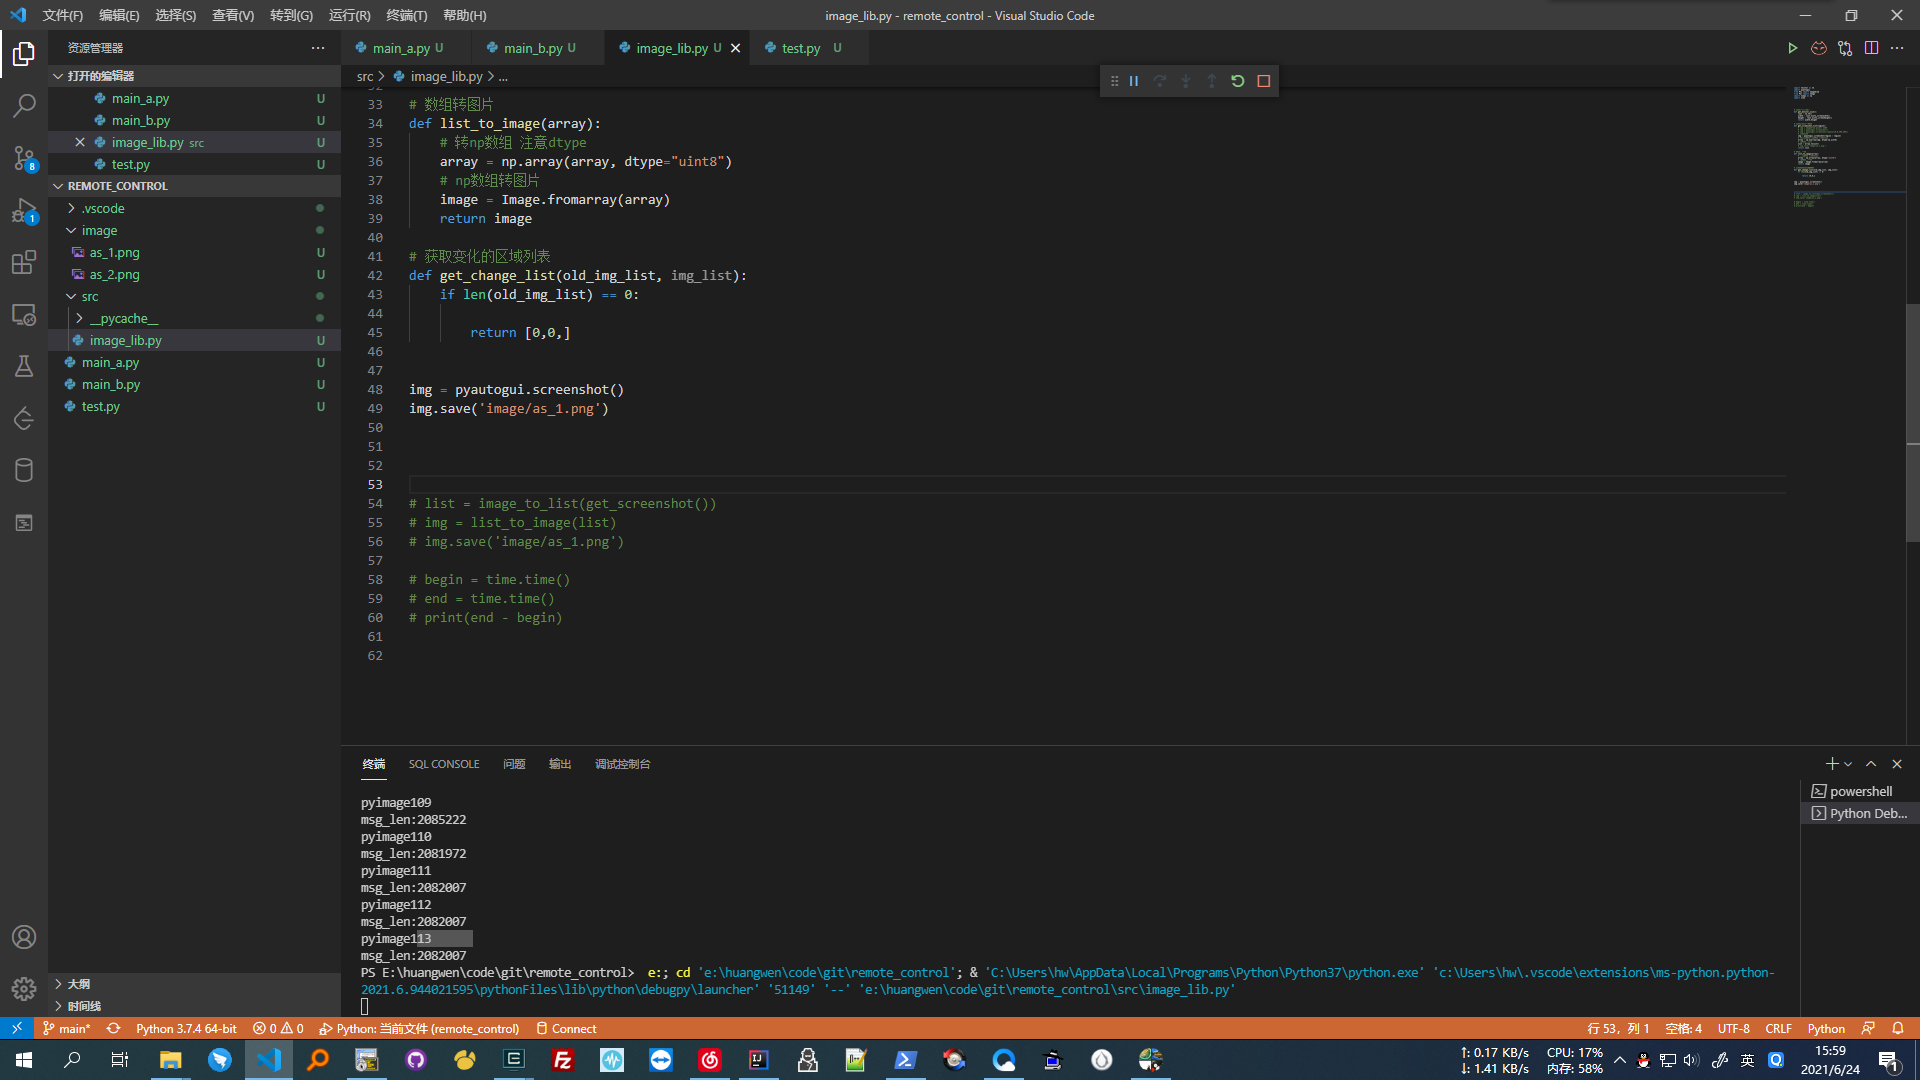 文件(F) 编辑(E) 选择(S) 查看(V) 转到(G) 运行(R) 终端(T) 帮助(H)
image_lib.py - remote_control - Visual Studio Code
资源管理器
打开的编辑器
main_a.py U
main_b.py U
image_lib.py src U
test.py U
REMOTE_CONTROL
.vscode
image
as_1.png U
as_2.png U
src
__pycache__
image_lib.py U
main_a.py U
main_b.py U
test.py U
大纲
时间线
8
1
main_a.py U main_b.py U image_lib.py U test.py U
src > image_lib.py > ...
33 # 数组转图片
34 def list_to_image(array):
35 # 转np数组 注意dtype
36 array = np.array(array, dtype="uint8")
37 # np数组转图片
38 image = Image.fromarray(array)
39 return image
40
41 # 获取变化的区域列表
42 def get_change_list(old_img_list, img_list):
43 if len(old_img_list) == 0:
44
45 return [0,0,]
46
47
48 img = pyautogui.screenshot()
49 img.save('image/as_1.png')
50
51
52
53
54 # list = image_to_list(get_screenshot())
55 # img = list_to_image(list)
56 # img.save('image/as_1.png')
57
58 # begin = time.time()
59 # end = time.time()
60 # print(end - begin)
61
62
终端 SQL CONSOLE 问题 输出 调试控制台
pyimage109
msg_len:2085222
pyimage110
msg_len:2081972
pyimage111
msg_len:2082007
pyimage112
msg_len:2082007
pyimage113
msg_len:2082007
PS E:\huangwen\code\git\remote_control> e:; cd 'e:\huangwen\code\git\remote_control'; & 'C:\Users\hw\AppData\Local\Programs\Python\Python37\python.exe' 'c:\Users\hw\.vscode\extensions\ms-python.python-
2021.6.944021595\pythonFiles\lib\python\debugpy\launcher' '51149' '--' 'e:\huangwen\code\git\remote_control\src\image_lib.py'
powershell
Python Deb...
main* Python 3.7.4 64-bit 0 0 Python: 当前文件 (remote_control) Connect
行 53，列 1 空格: 4 UTF-8 CRLF Python
↑: 0.17 KB/s CPU: 17%
↓: 1.41 KB/s 内存: 58%
英
15:59
2021/6/24
1